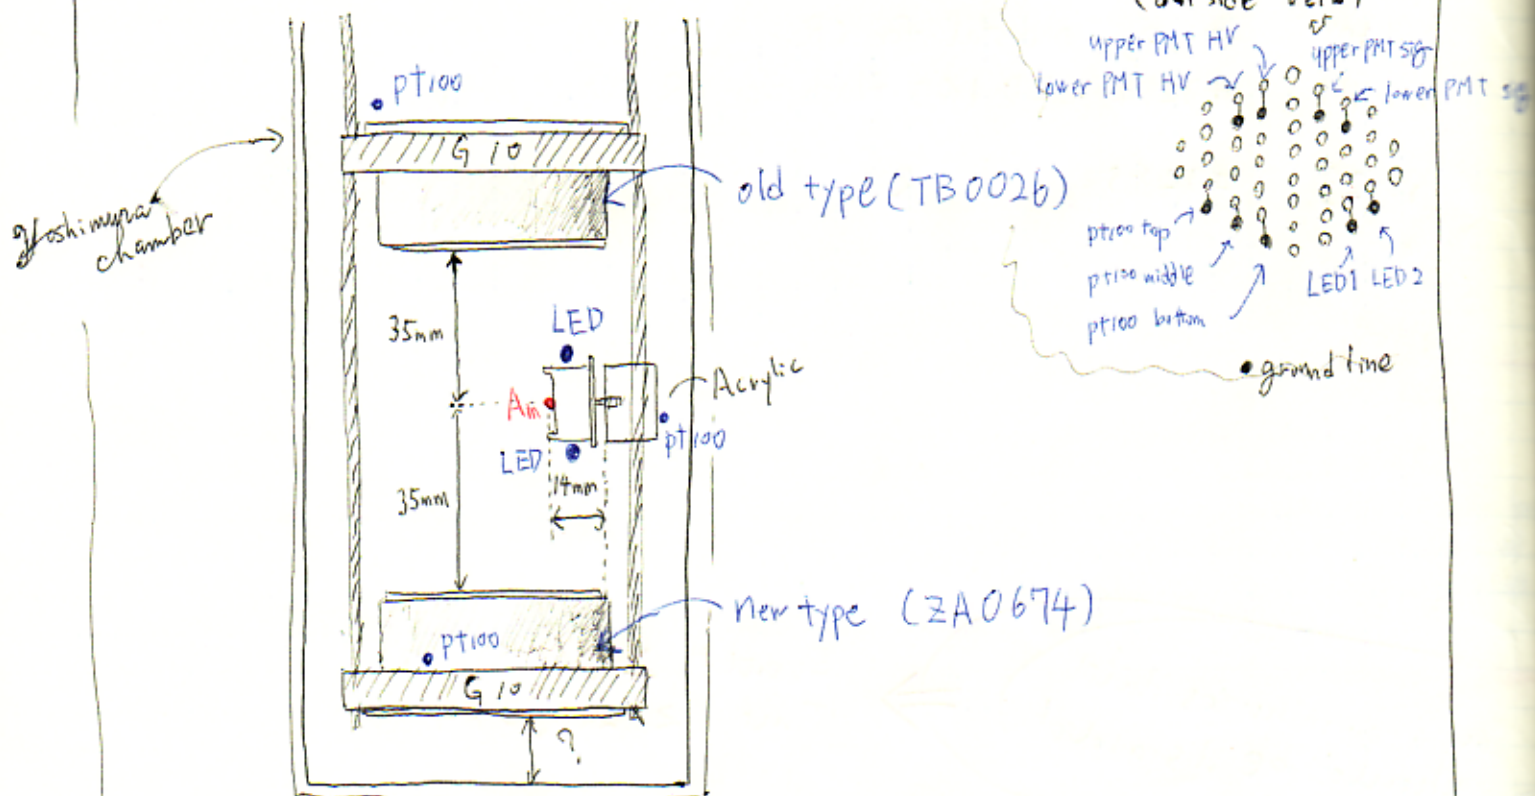 upper PMT HV
upper PMT sig
lower PMT HV
lower PMT
pt100
G10
old type (TB0026)
Yoshimura
chamber
pt100 top
pt100 middle
LED1 LED2
pt100 bottom
35mm
LED
Acrylic
Am
pt100
LED
14mm
35mm
ground line
new type (ZA0674)
pt100
G10
?